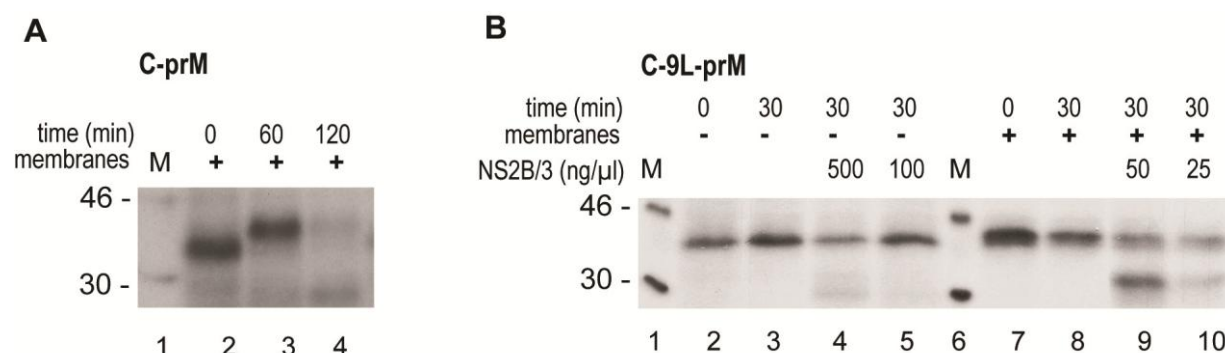 A
C-prM
time (min) 0 60 120
membranes M + + +
46 -
30 -
1 2 3 4
B
C-9L-prM
time (min) 0 30 30 30 0 30 30 30
membranes - - - - + + + +
NS2B/3 (ng/µl) M 500 100 M 50 25
46 -
30 -
1 2 3 4 5 6 7 8 9 10